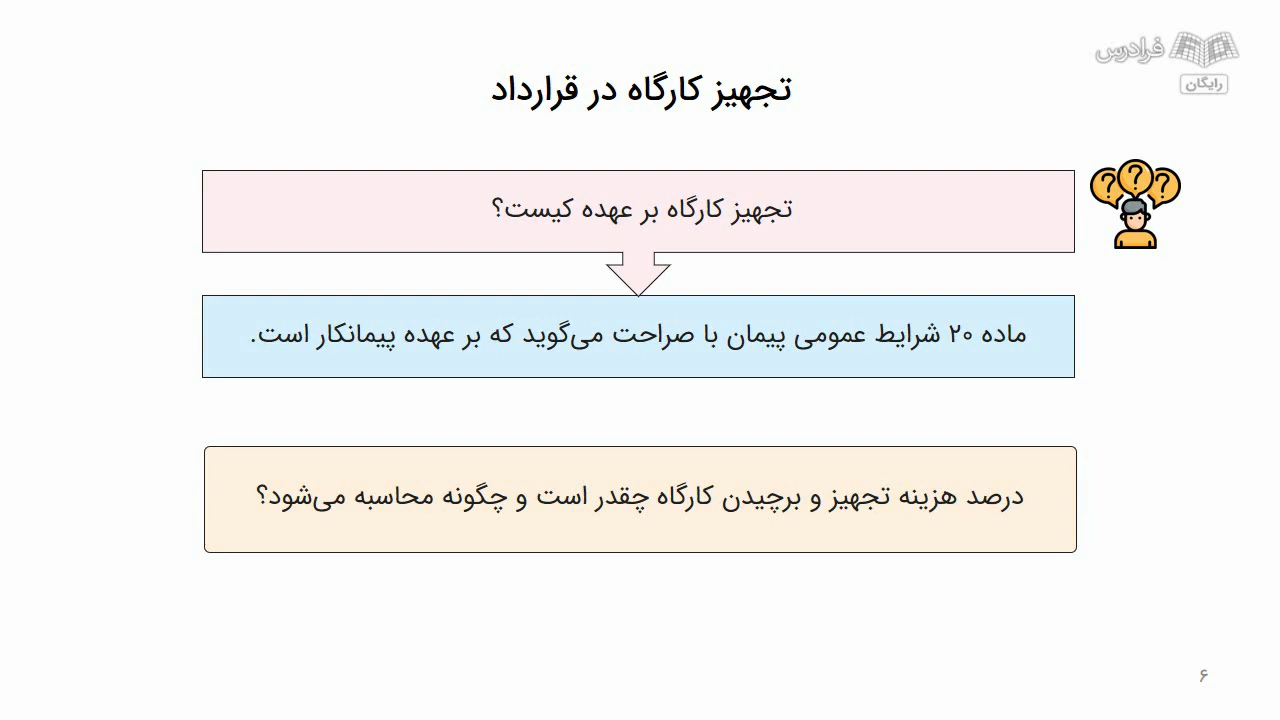 فرادرس
رایگان
تجهیز کارگاه در قرارداد
تجهیز کارگاه بر عهده کیست؟
ماده ۲۰ شرایط عمومی پیمان با صراحت می‌گوید که بر عهده پیمانکار است.
درصد هزینه تجهیز و برچیدن کارگاه چقدر است و چگونه محاسبه می‌شود؟
۶